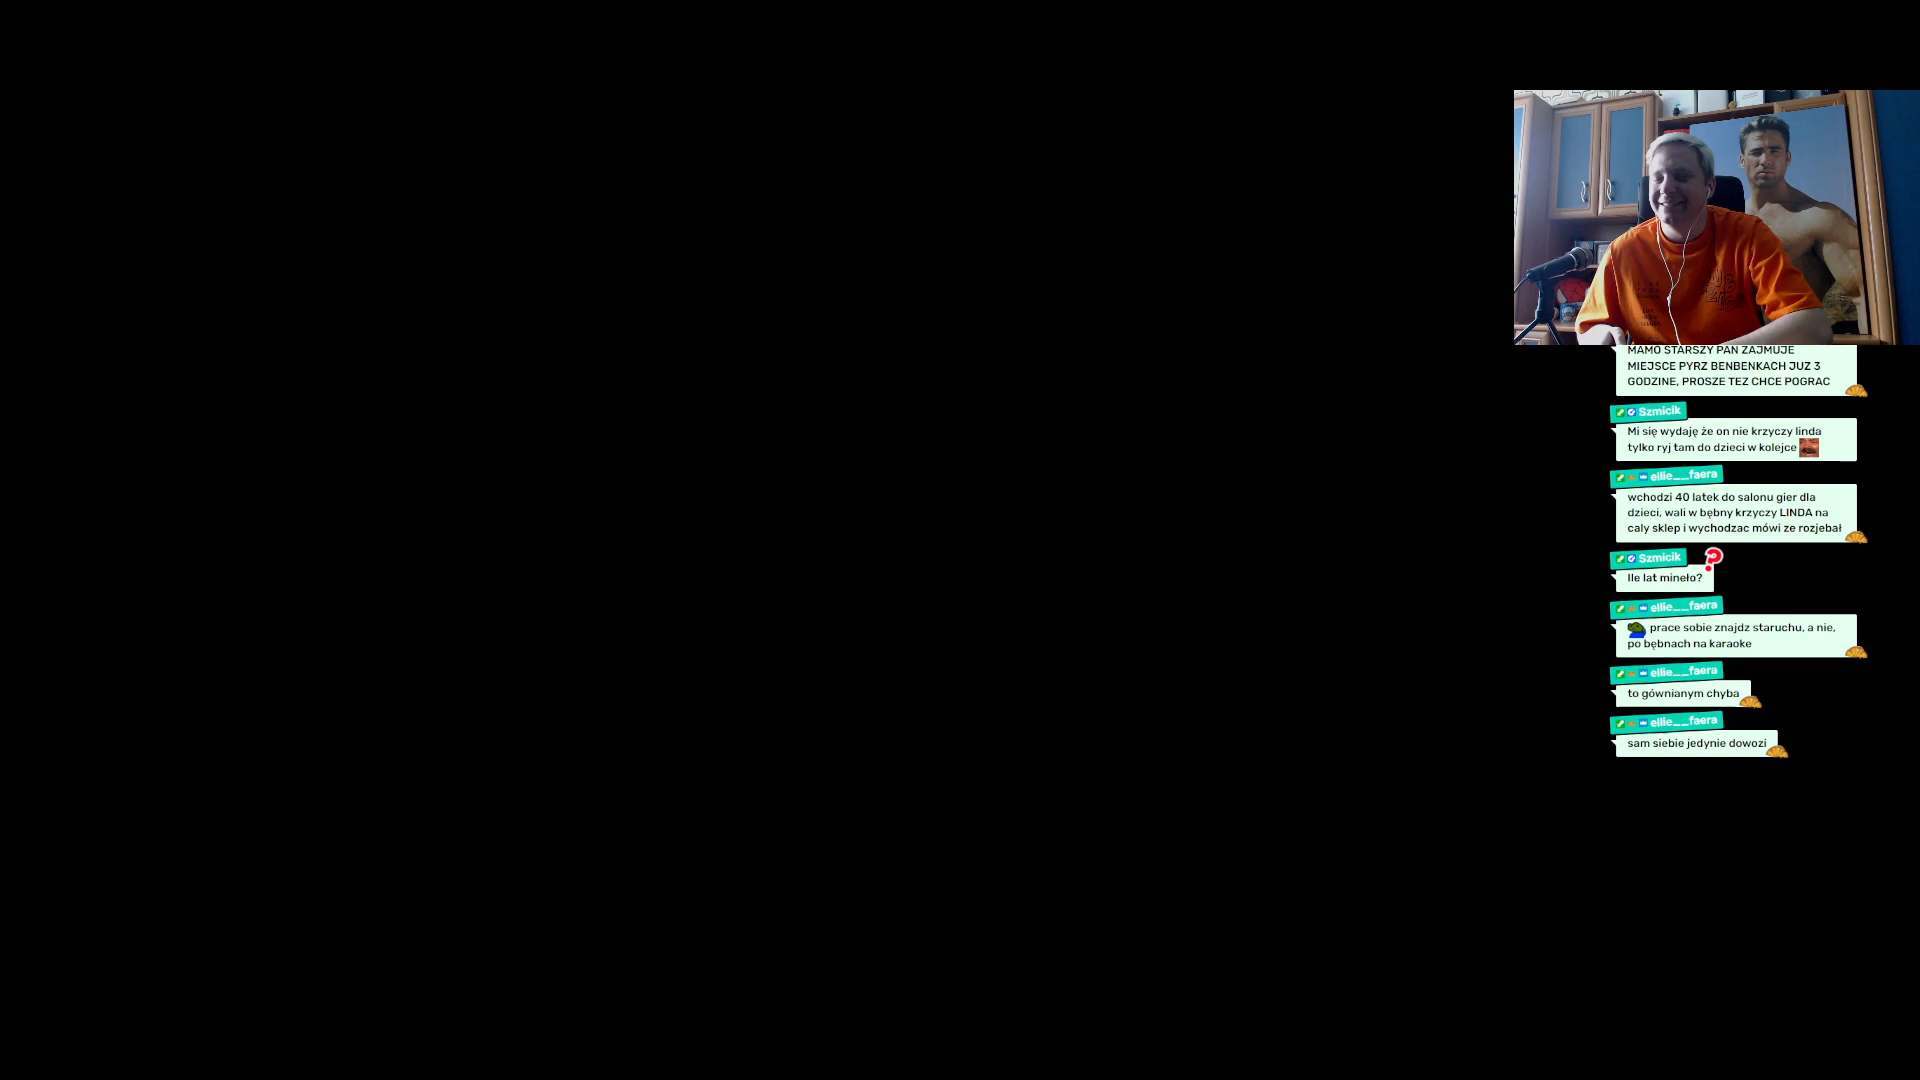 MAMO STARSZY PAN ZAJMUJE
MIEJSCE PYRZ BENBENKACH JUZ 3
GODZINE, PROSZE TEZ CHCE POGRAC
Szmicik
Mi się wydaję że on nie krzyczy linda
tylko ryj tam do dzieci w kolejce
ellie__faera
wchodzi 40 latek do salonu gier dla
dzieci, wali w bębny krzyczy LINDA na
caly sklep i wychodzac mówi ze rozjebał
Szmicik
Ile lat mineło?
ellie__faera
prace sobie znajdz staruchu, a nie,
po bębnach na karaoke
ellie__faera
to gównianym chyba
ellie__faera
sam siebie jedynie dowozi